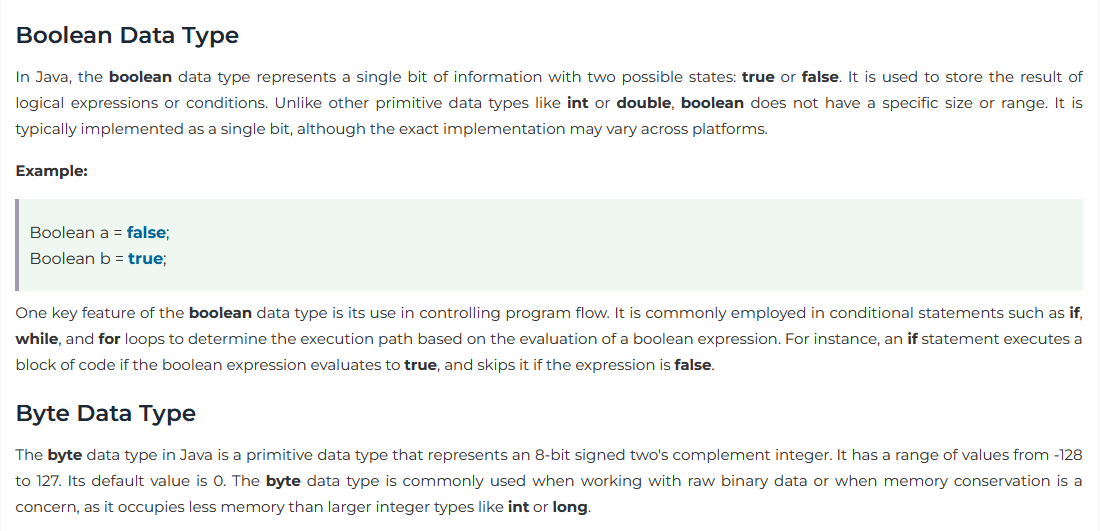 Boolean Data Type
In Java, the boolean data type represents a single bit of information with two possible states: true or false. It is used to store the result of
logical expressions or conditions. Unlike other primitive data types like int or double, boolean does not have a specific size or range. It is
typically implemented as a single bit, although the exact implementation may vary across platforms.
Example:
Boolean a = false;
Boolean b = true;
One key feature of the boolean data type is its use in controlling program flow. It is commonly employed in conditional statements such as if,
while, and for loops to determine the execution path based on the evaluation of a boolean expression. For instance, an if statement executes a
block of code if the boolean expression evaluates to true, and skips it if the expression is false.
Byte Data Type
The byte data type in Java is a primitive data type that represents an 8-bit signed two's complement integer. It has a range of values from -128
to 127. Its default value is 0. The byte data type is commonly used when working with raw binary data or when memory conservation is a
concern, as it occupies less memory than larger integer types like int or long.